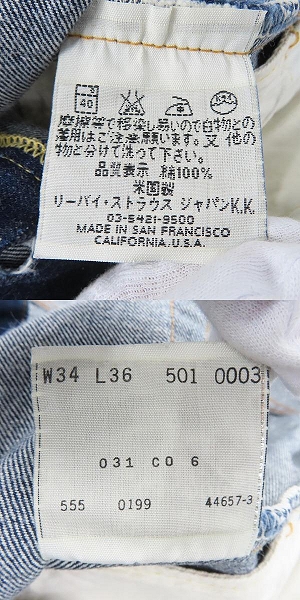 40
摩擦等で移染し易いので白物との
着用はご注意願います。又、他の
物と分けて洗って下さい。
品質表示 綿100%
米国製
リーバイ・ストラウス ジャパンK.K.
03-5421-9500
MADE IN SAN FRANCISCO
CALIFORNIA.U.S.A.
W34 L36 501 0003
031 CO 6
555 0199 44657-3